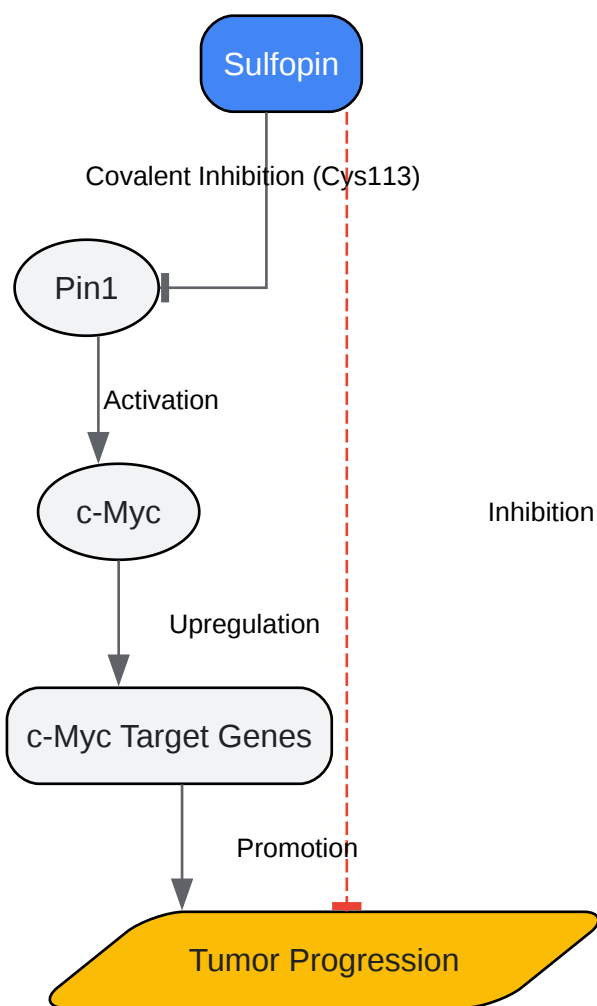 Sulfopin
Covalent Inhibition (Cys113)
Pin1
Activation
c-Myc
Inhibition
Upregulation
c-Myc Target Genes
Promotion
Tumor Progression